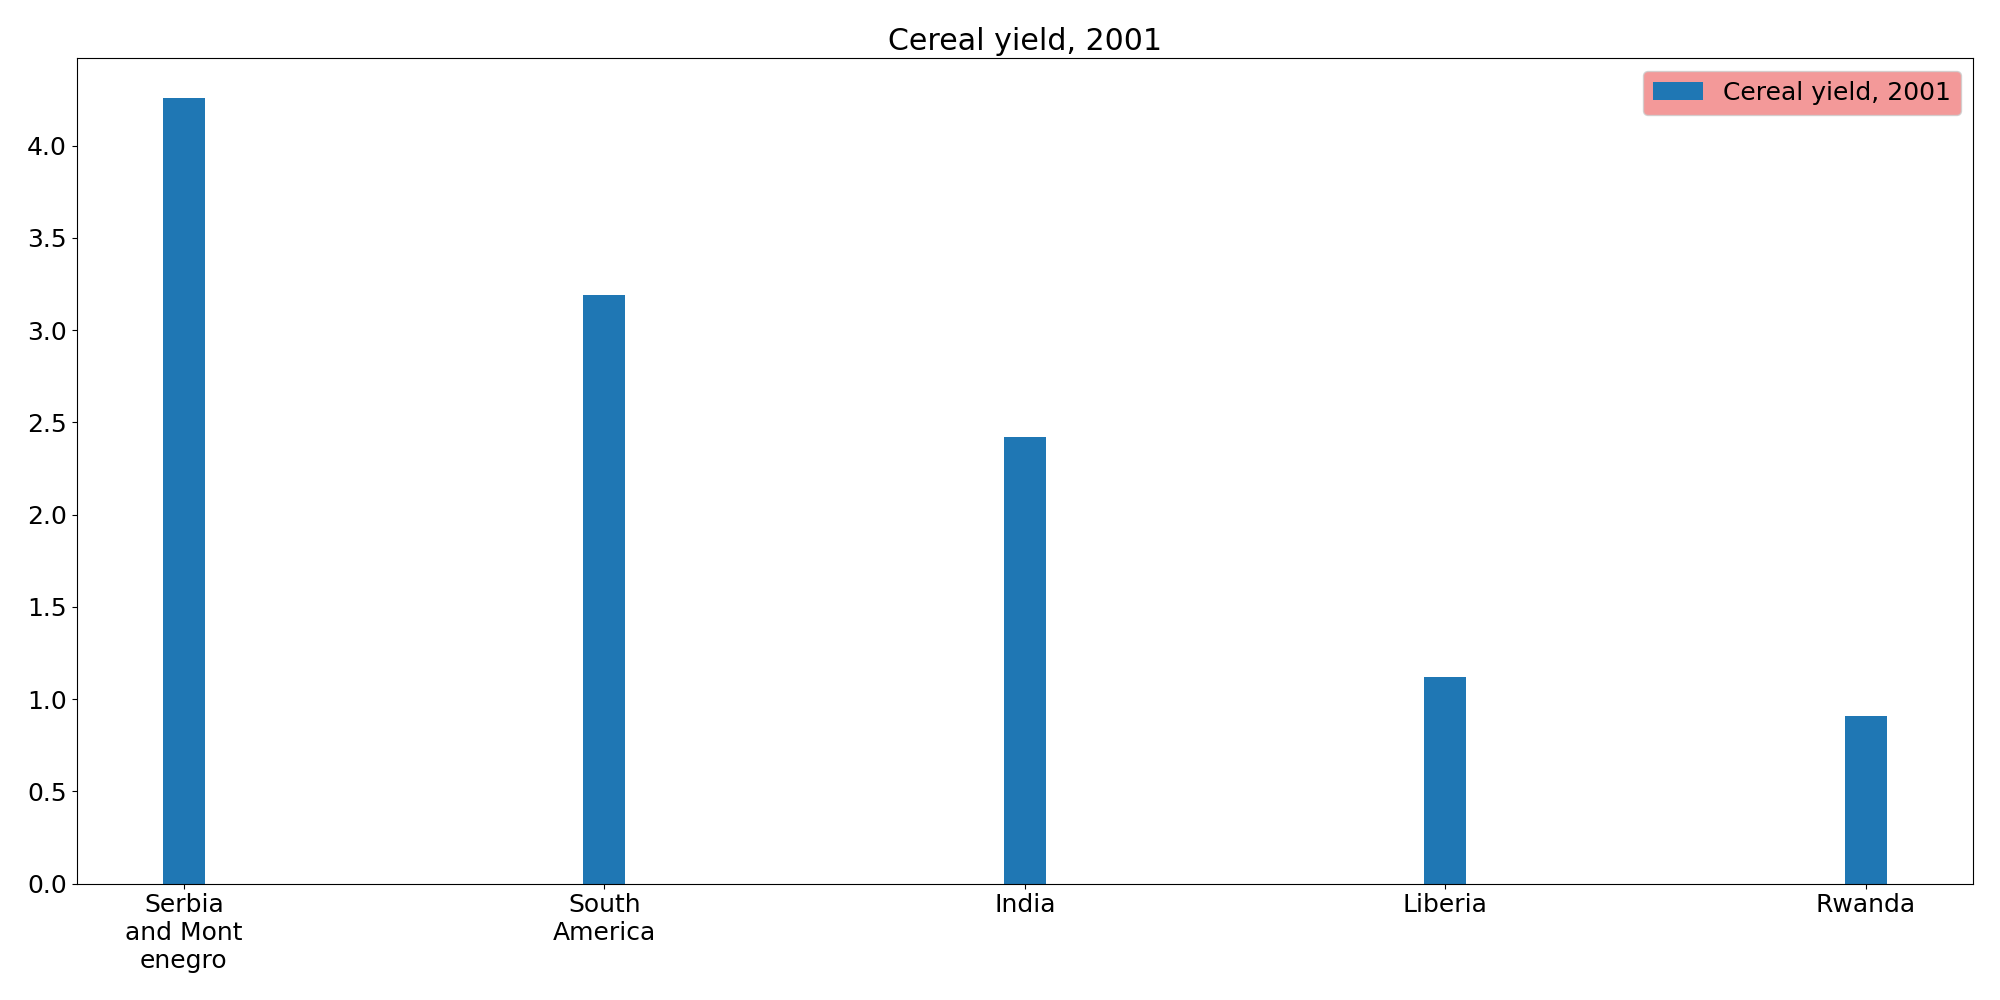 Cereal yield, 2001
Cereal yield, 2001
4.0
3.5
3.0
2.5
2.0
1.5
1.0
0.5
0.0
Serbia
and Mont
enegro
South
America
India
Liberia
Rwanda